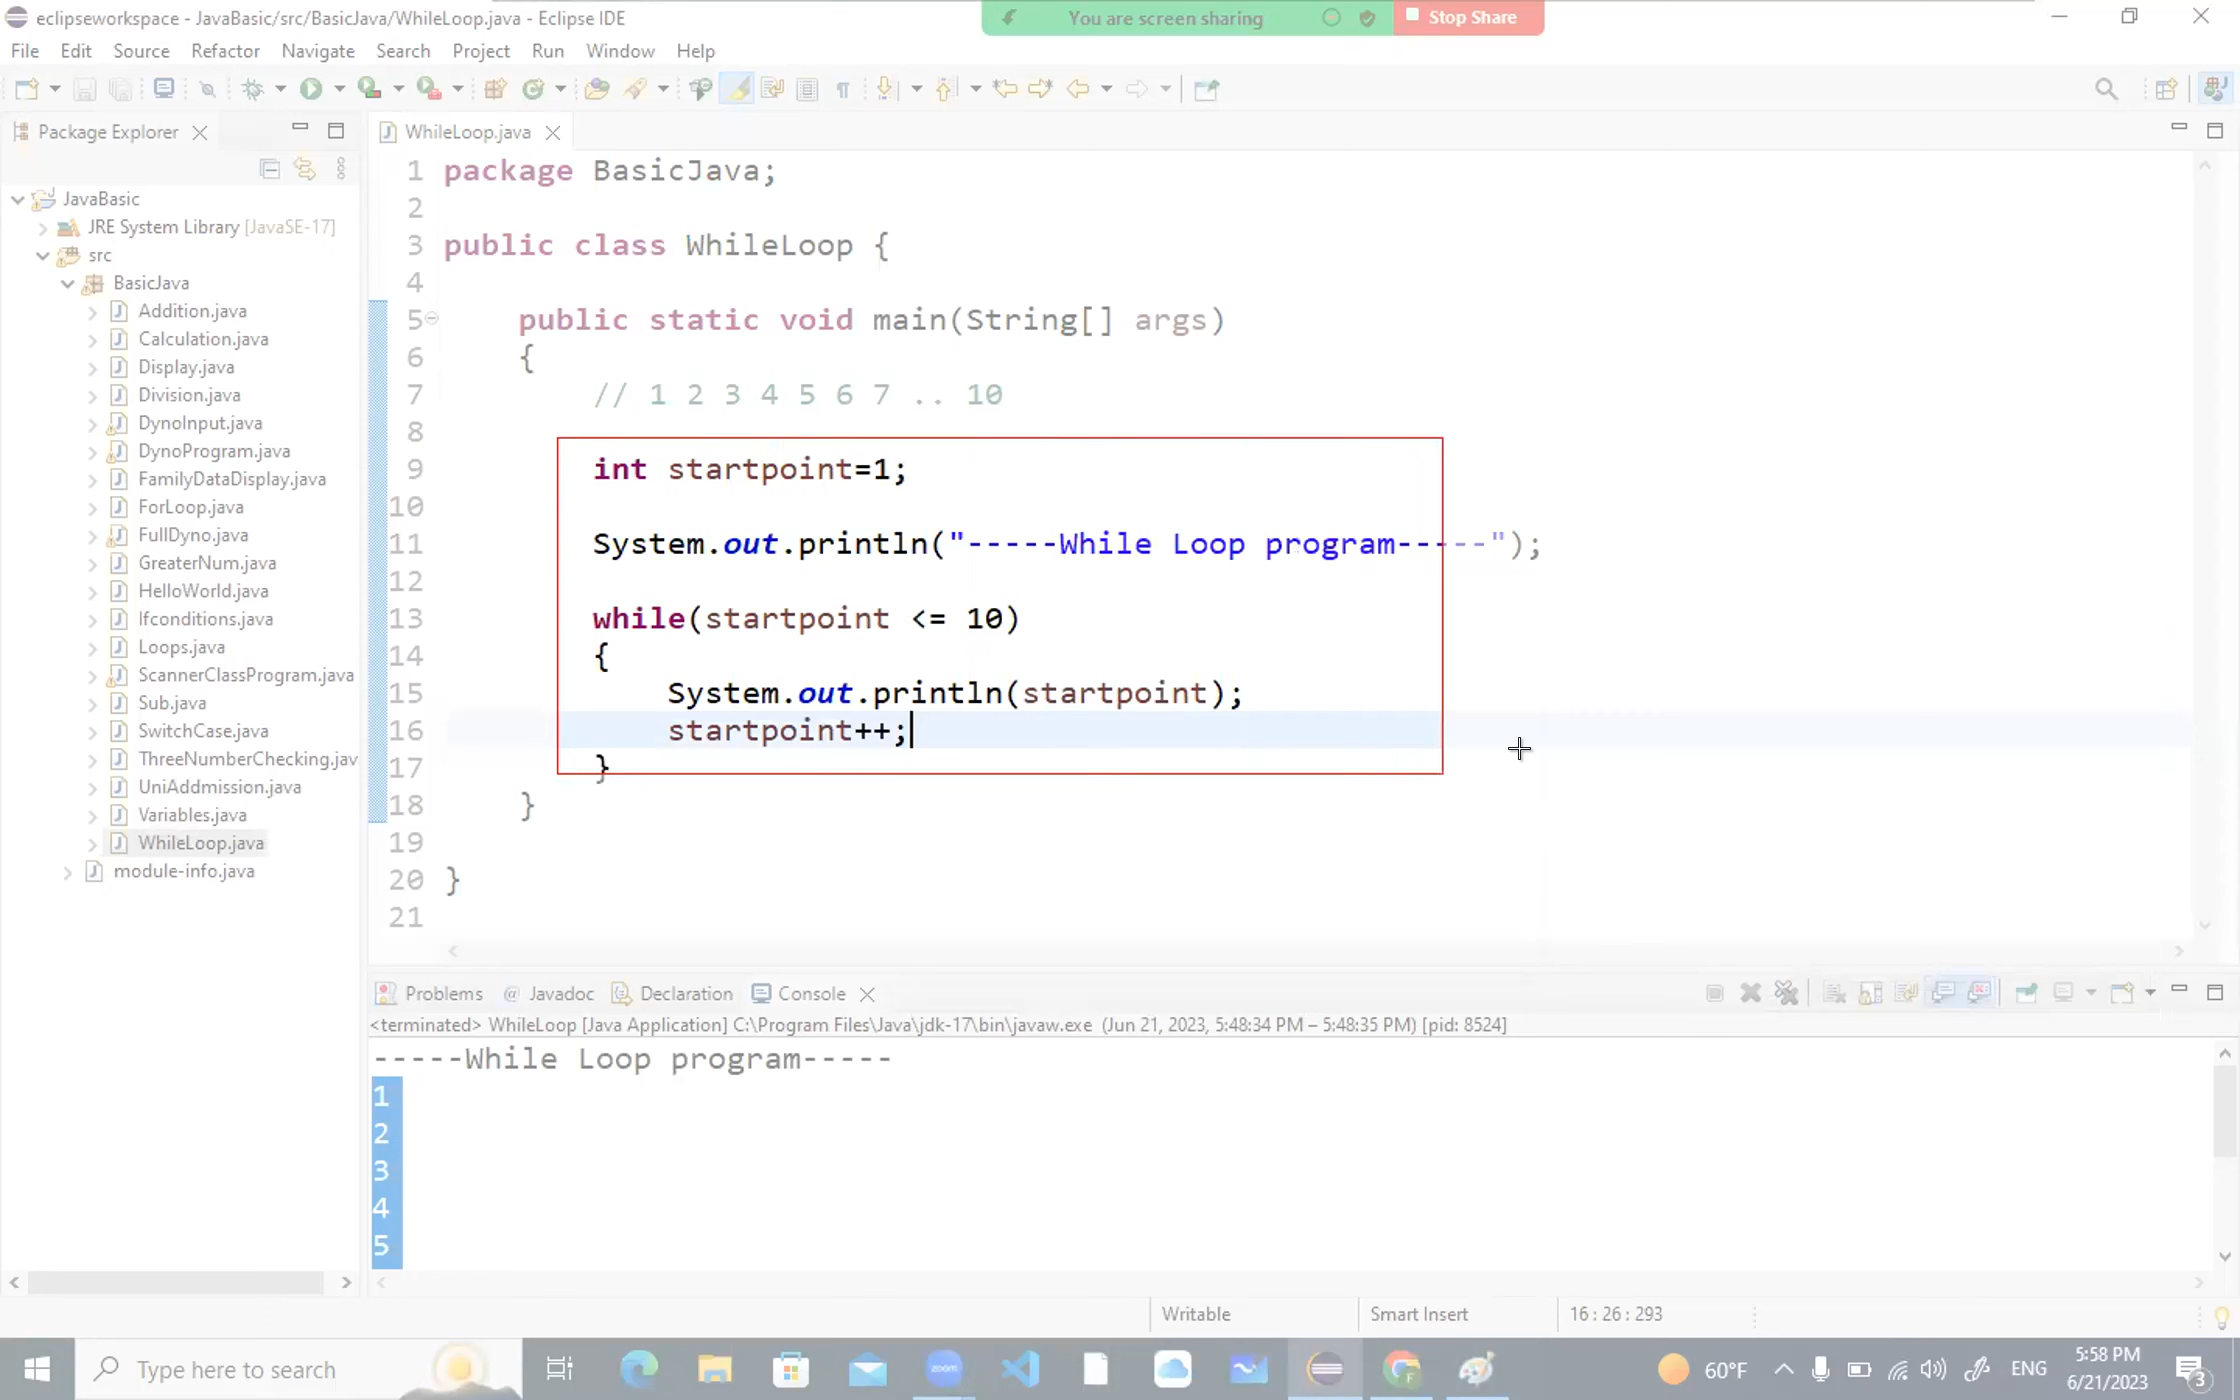 eclipseworkspace - JavaBasic/src/BasicJava/WhileLoop.java - Eclipse IDE
You are screen sharing
Stop Share
File Edit Source Refactor Navigate Search Project Run Window Help
Package Explorer
WhileLoop.java
JavaBasic
JRE System Library [JavaSE-17]
src
BasicJava
Addition.java
Calculation.java
Display.java
Division.java
DynoInput.java
DynoProgram.java
FamilyDataDisplay.java
ForLoop.java
FullDyno.java
GreaterNum.java
HelloWorld.java
Ifconditions.java
Loops.java
ScannerClassProgram.java
Sub.java
SwitchCase.java
ThreeNumberChecking.jav
UniAddmission.java
Variables.java
WhileLoop.java
module-info.java
1 package BasicJava;
2
3 public class WhileLoop {
4
5 public static void main(String[] args)
6 {
7 // 1 2 3 4 5 6 7 .. 10
8
9 int startpoint=1;
10
11 System.out.println("-----While Loop program-----");
12
13 while(startpoint <= 10)
14 {
15 System.out.println(startpoint);
16 startpoint++;
17 }
18 }
19
20 }
21
Problems @ Javadoc Declaration Console
<terminated> WhileLoop [Java Application] C:\Program Files\Java\jdk-17\bin\javaw.exe (Jun 21, 2023, 5:48:34 PM – 5:48:35 PM) [pid: 8524]
-----While Loop program-----
1
2
3
4
5
Writable
Smart Insert
16 : 26 : 293
Type here to search
zoom
60°F
ENG
5:58 PM
6/21/2023
3